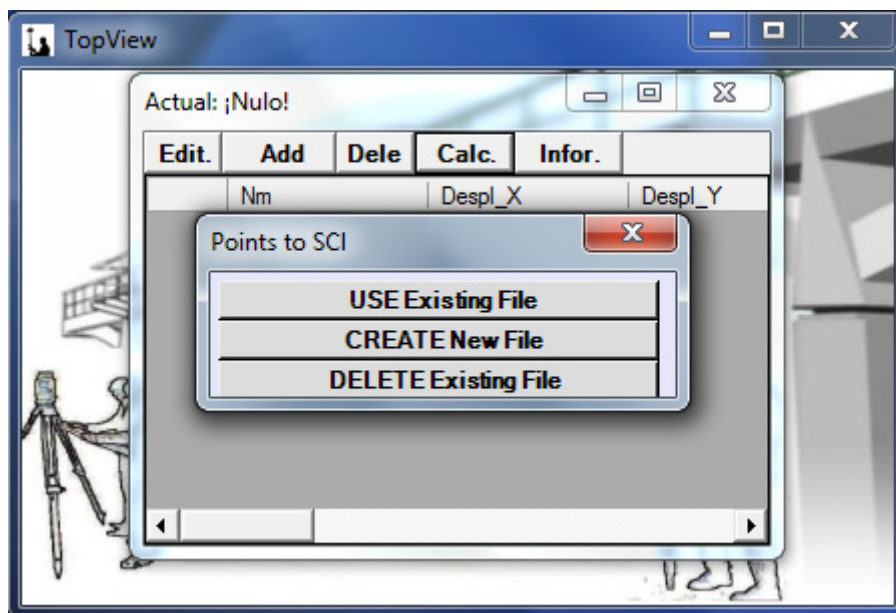 TopView
Actual: ¡Nulo!
Edit. Add Dele Calc. Infor.
Nm Despl_X Despl_Y
Points to SCI
USE Existing File
CREATE New File
DELETE Existing File